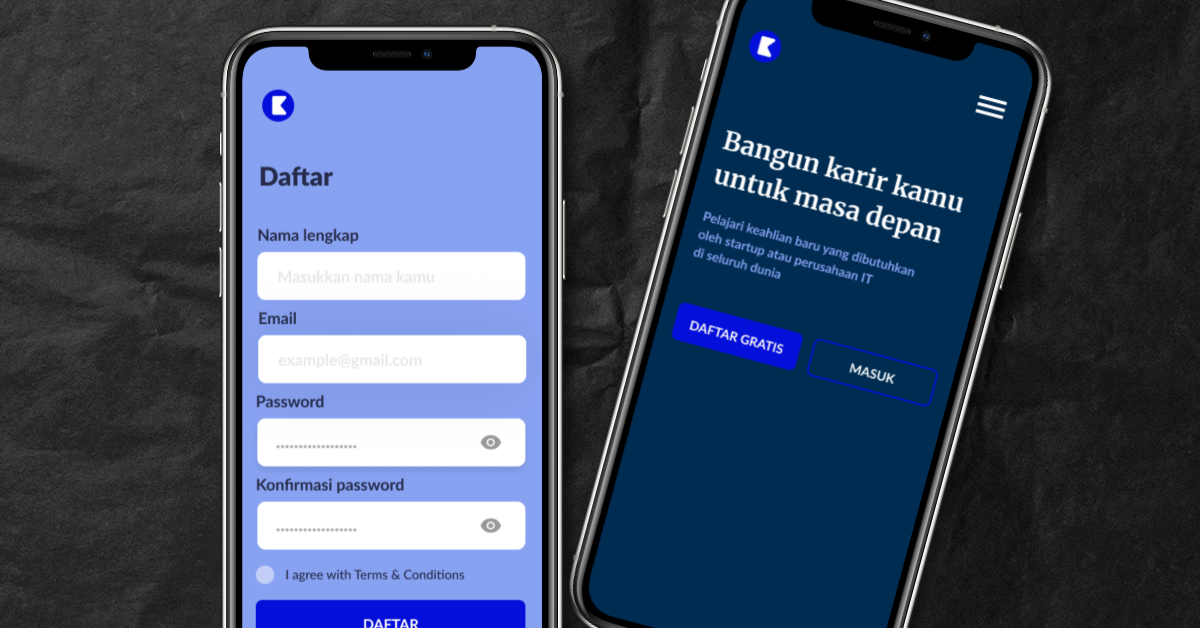 Daftar
Nama lengkap
Masukkan nama kamu
Email
example@gmail.com
Password
Konfirmasi password
I agree with Terms & Conditions
DAFTAR
Bangun karir kamu
untuk masa depan
Pelajari keahlian baru yang dibutuhkan
oleh startup atau perusahaan IT
di seluruh dunia
DAFTAR GRATIS
MASUK